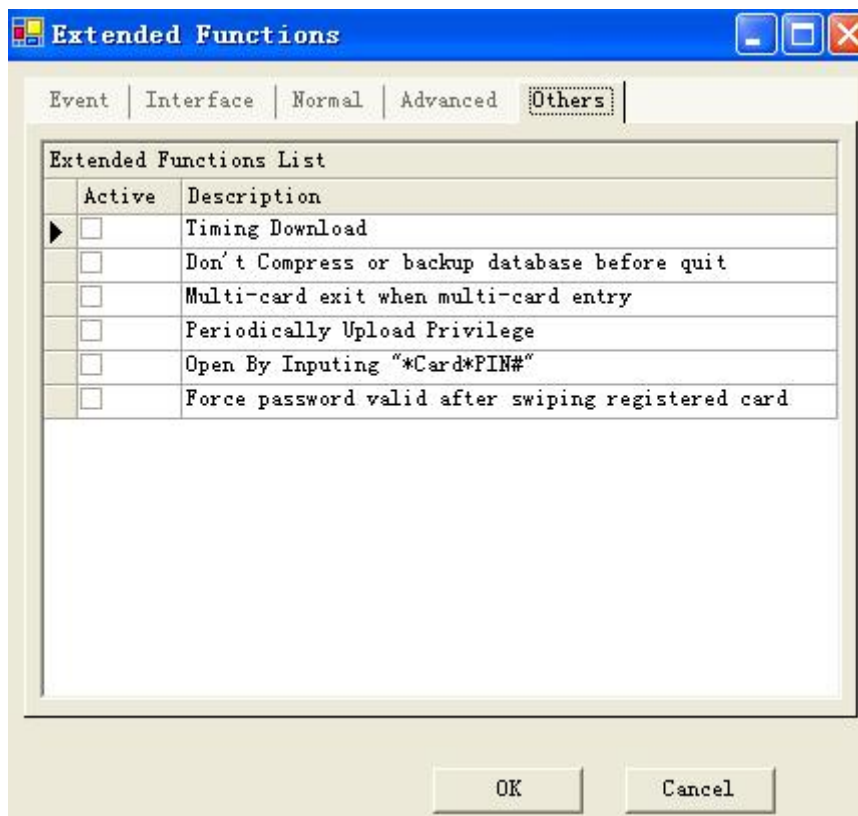 Extended Functions
Event Interface Normal Advanced Others
Extended Functions List
Active Description
Timing Download
Don't Compress or backup database before quit
Multi-card exit when multi-card entry
Periodically Upload Privilege
Open By Inputing "*Card*PIN#"
Force password valid after swiping registered card
OK Cancel